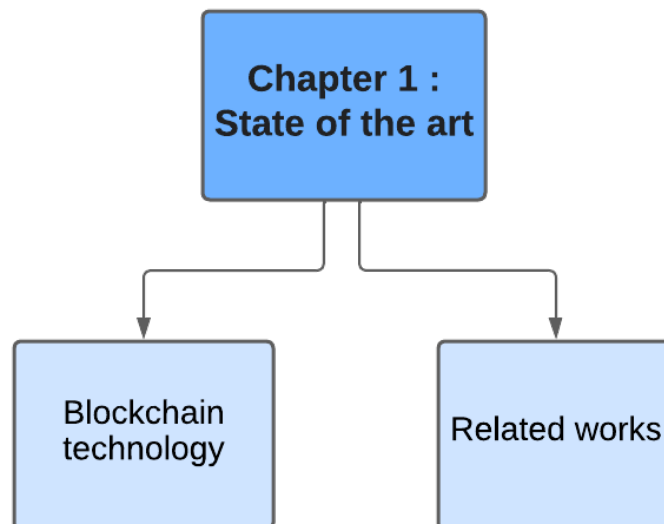 Chapter 1 :
State of the art
Blockchain
technology
Related works